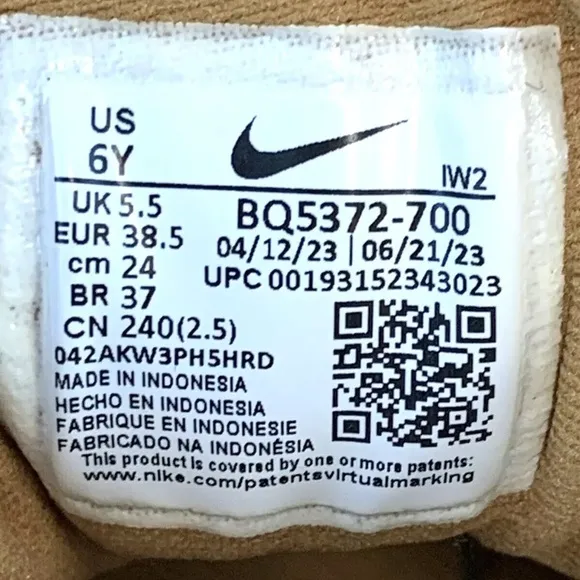 US
6Y
IW2
UK 5.5
EUR 38.5
cm 24
BR 37
CN 240(2.5)
BQ5372-700
04/12/23 | 06/21/23
UPC 00193152343023
042AKW3PH5HRD
MADE IN INDONESIA
HECHO EN INDONESIA
FABRIQUE EN INDONESIE
FABRICADO NA INDONÉSIA
This product is covered by one or more patents:
www.nike.com/patentsvirtualmarking